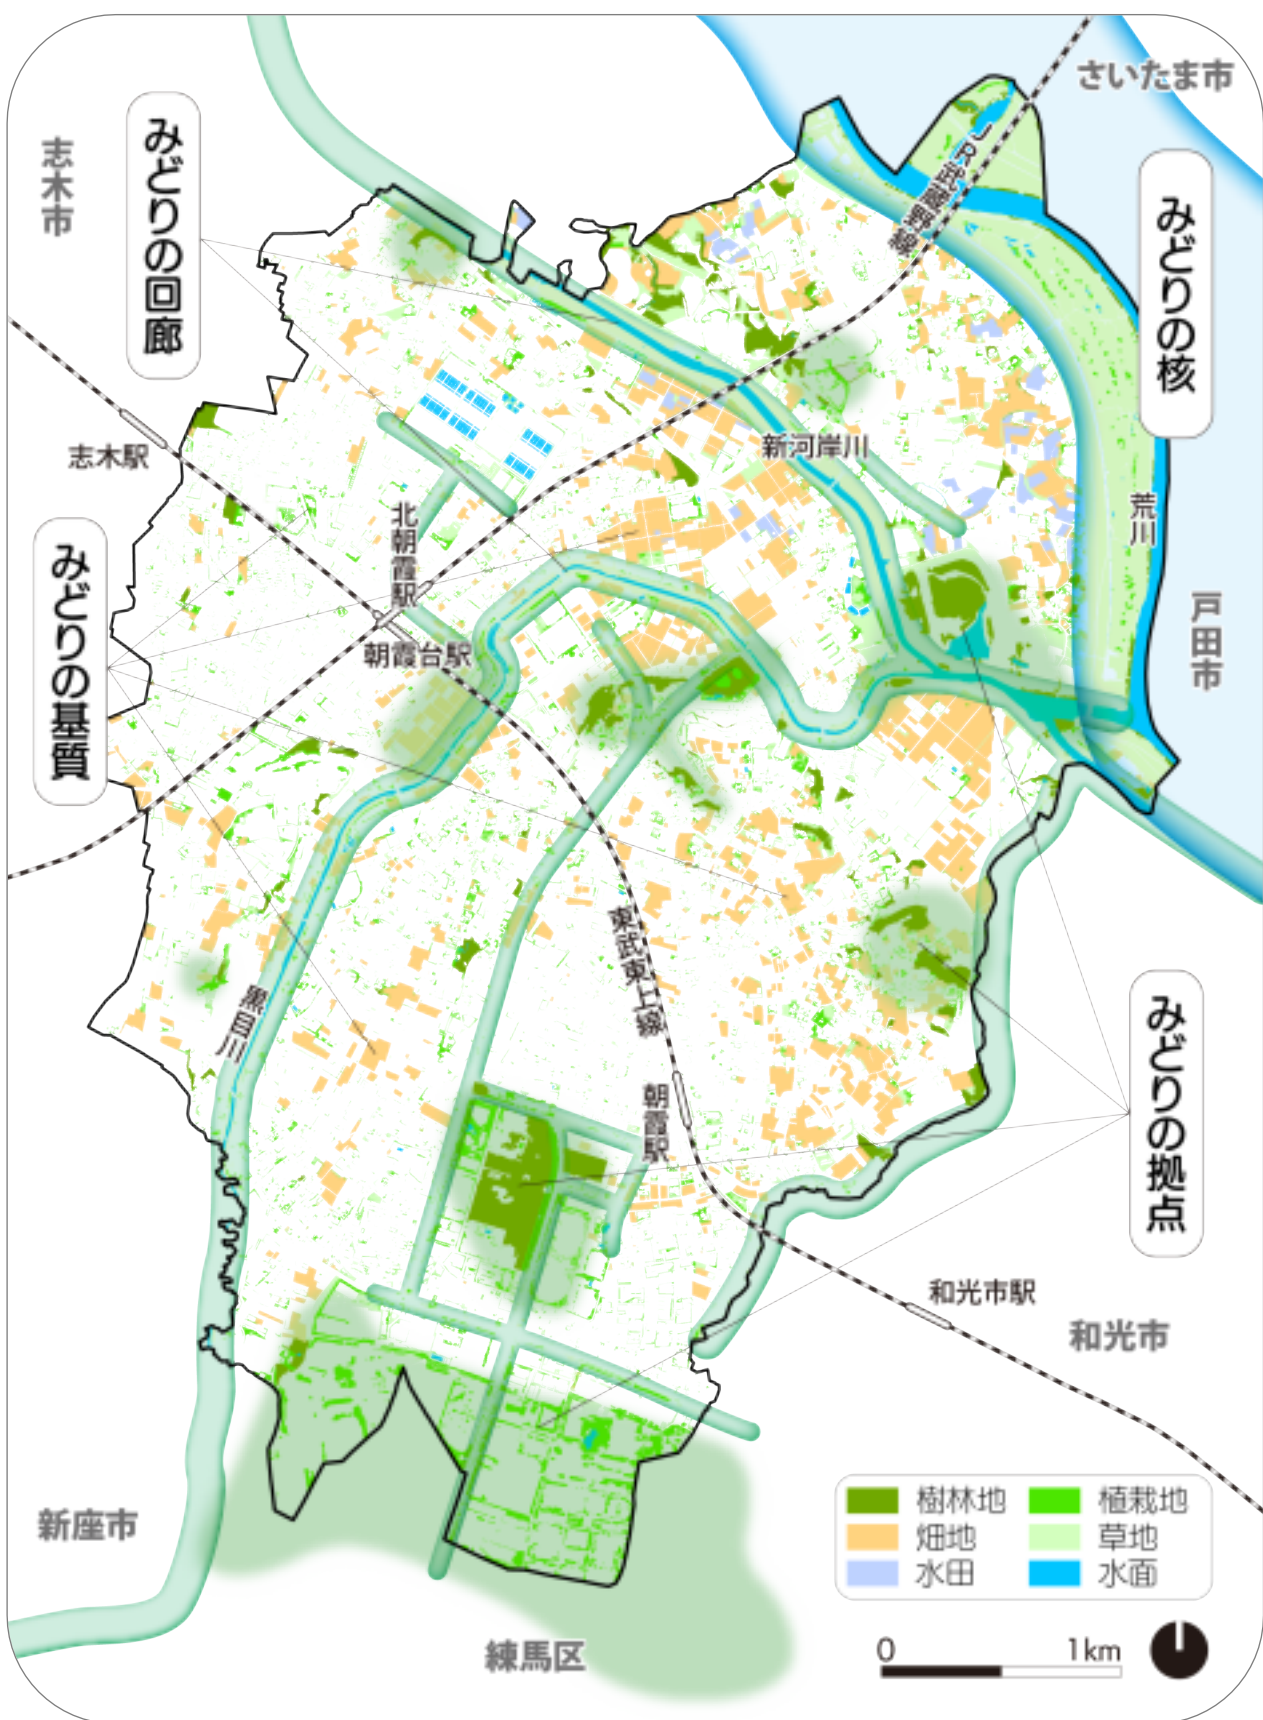 さいたま市
志木市
みどりの回廊
JR武蔵野線
みどりの核
志木駅
新河岸川
荒川
北朝霞駅
みどりの基質
朝霞台駅
戸田市
東武東上線
黒目川
みどりの拠点
朝霞駅
和光市駅
和光市
新座市
練馬区
樹林地
植栽地
畑地
草地
水田
水面
0
1km